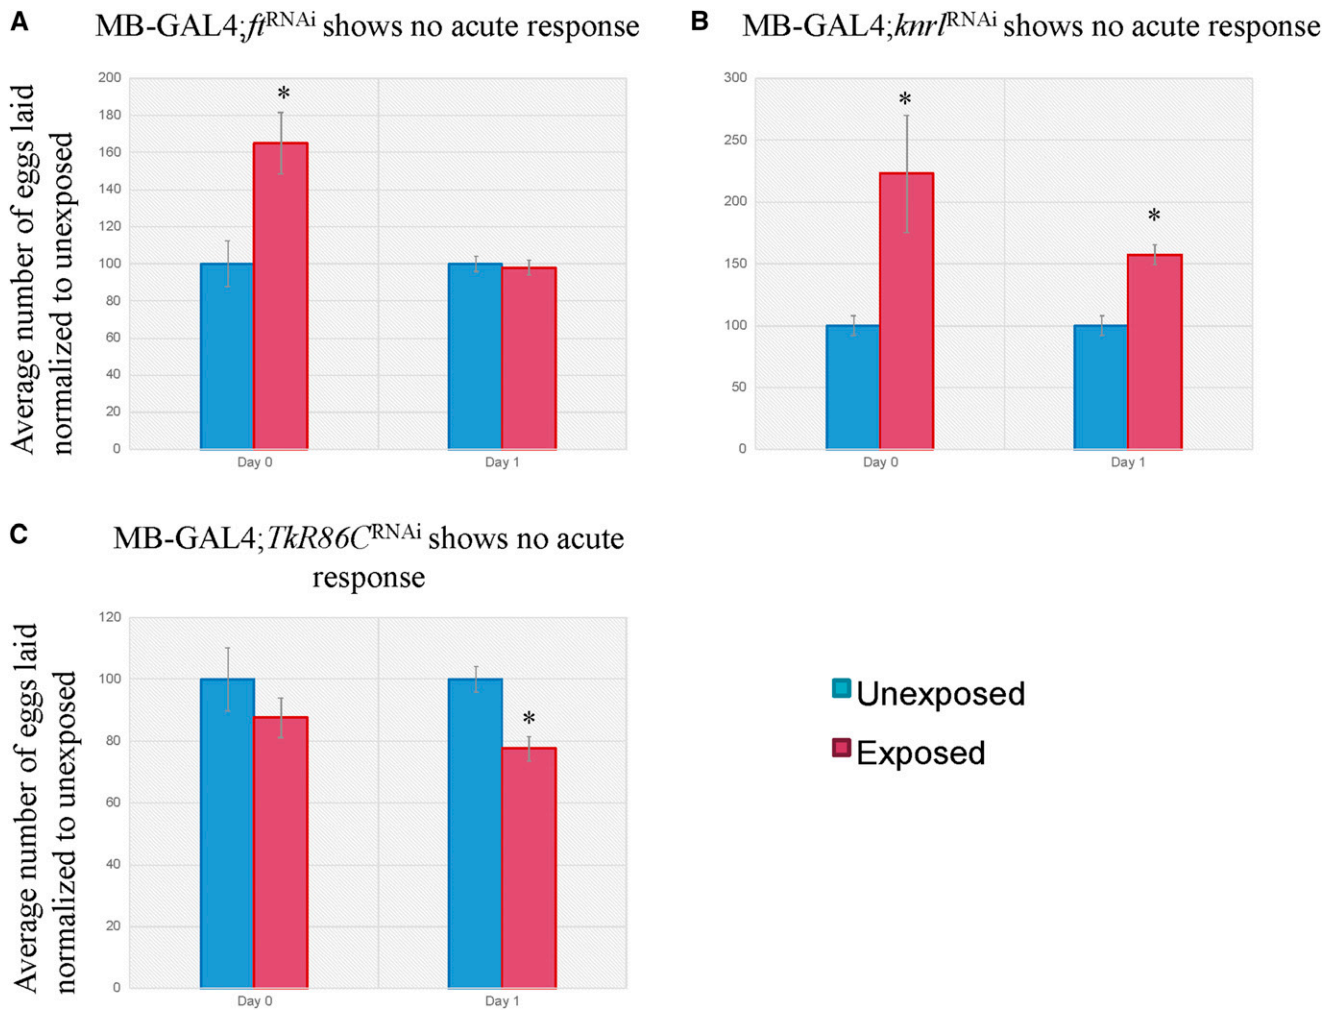 A
MB-GAL4;ftRNAi shows no acute response
Average number of eggs laid
normalized to unexposed
200
180
160
140
120
100
80
60
40
20
0
*
Day 0
Day 1
B
MB-GAL4;knrlRNAi shows no acute response
300
250
200
150
100
50
0
*
*
Day 0
Day 1
C
MB-GAL4;TkR86CRNAi shows no acute
response
Average number of eggs laid
normalized to unexposed
120
100
80
60
40
20
0
*
Day 0
Day 1
Unexposed
Exposed